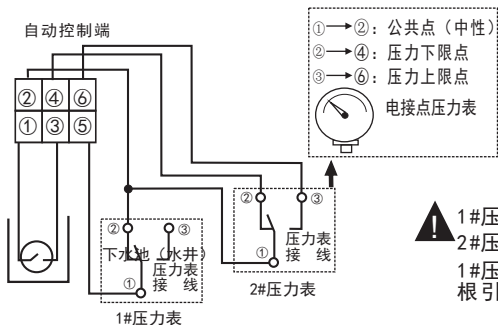 自动控制端
①→②：公共点（中性）
②→④：压力下限点
③→⑥：压力上限点
电接点压力表
② ④ ⑥
① ③ ⑤
② ③
下水池（水井）
压力表
接 线
①
1#压力表
② ③
压力表
接 线
①
2#压力表
1#压
2#压
1#压
根引